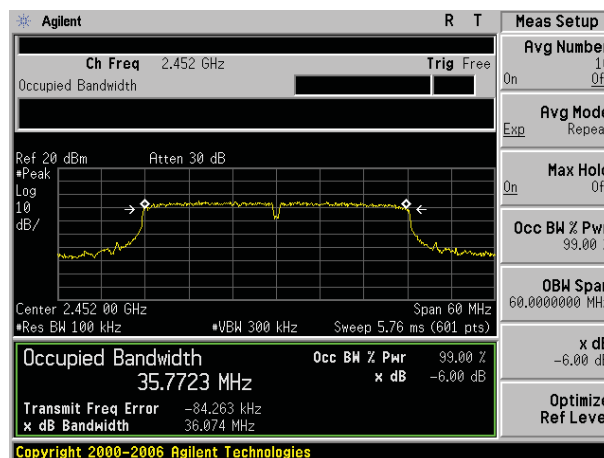 Agilent R T
Meas Setup
Avg Number
On
Ch Freq 2.452 GHz Trig Free
Occupied Bandwidth
Avg Mode
Exp Repea
Ref 20 dBm Atten 30 dB
#Peak
Log
10
dB/
Max Hold
On
Occ BW % Pwr
99.00 %
OBW Span
60.0000000 MHz
Center 2.452 00 GHz Span 60 MHz
#Res BW 100 kHz #VBW 300 kHz Sweep 5.76 ms (601 pts)
x dB
-6.00 dB
Occupied Bandwidth Occ BW % Pwr 99.00 %
35.7723 MHz x dB -6.00 dB
Optimize
Ref Level
Transmit Freq Error -84.263 kHz
x dB Bandwidth 36.074 MHz
Copyright 2000-2006 Agilent Technologies